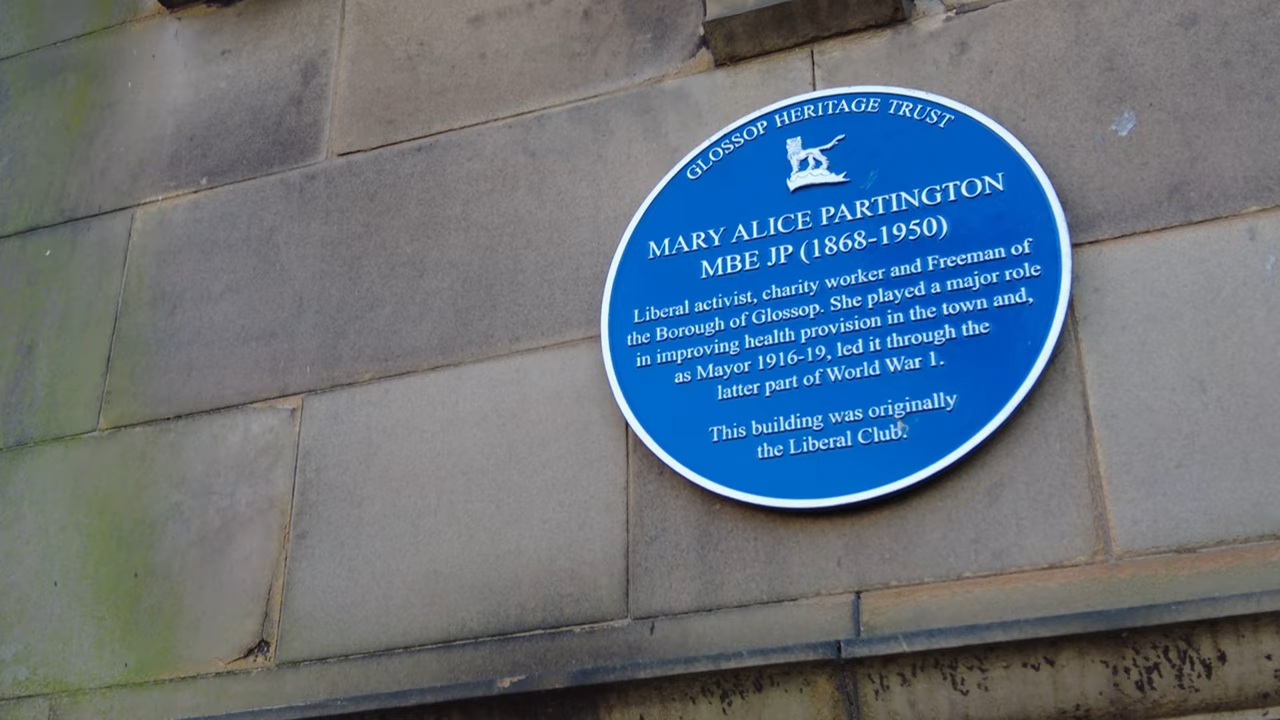 GLOSSOP HERITAGE TRUST
MARY ALICE PARTINGTON
MBE JP (1868-1950)
Liberal activist, charity worker and Freeman of
the Borough of Glossop. She played a major role
in improving health provision in the town and,
as Mayor 1916-19, led it through the
latter part of World War 1.
This building was originally
the Liberal Club.